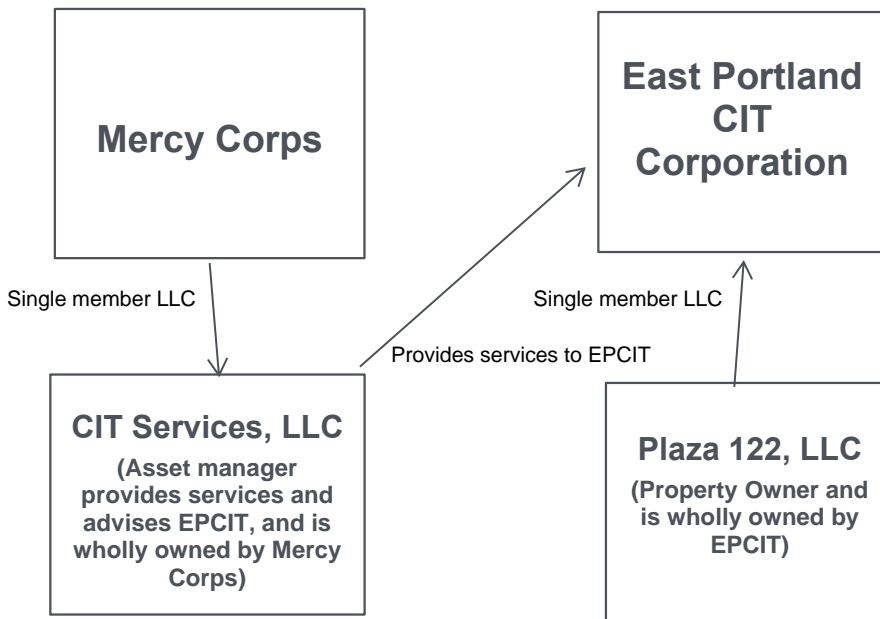 Mercy Corps
East Portland
CIT
Corporation
Single member LLC
Single member LLC
Provides services to EPCIT
CIT Services, LLC
(Asset manager
provides services and
advises EPCIT, and is
wholly owned by Mercy
Corps)
Plaza 122, LLC
(Property Owner and
is wholly owned by
EPCIT)